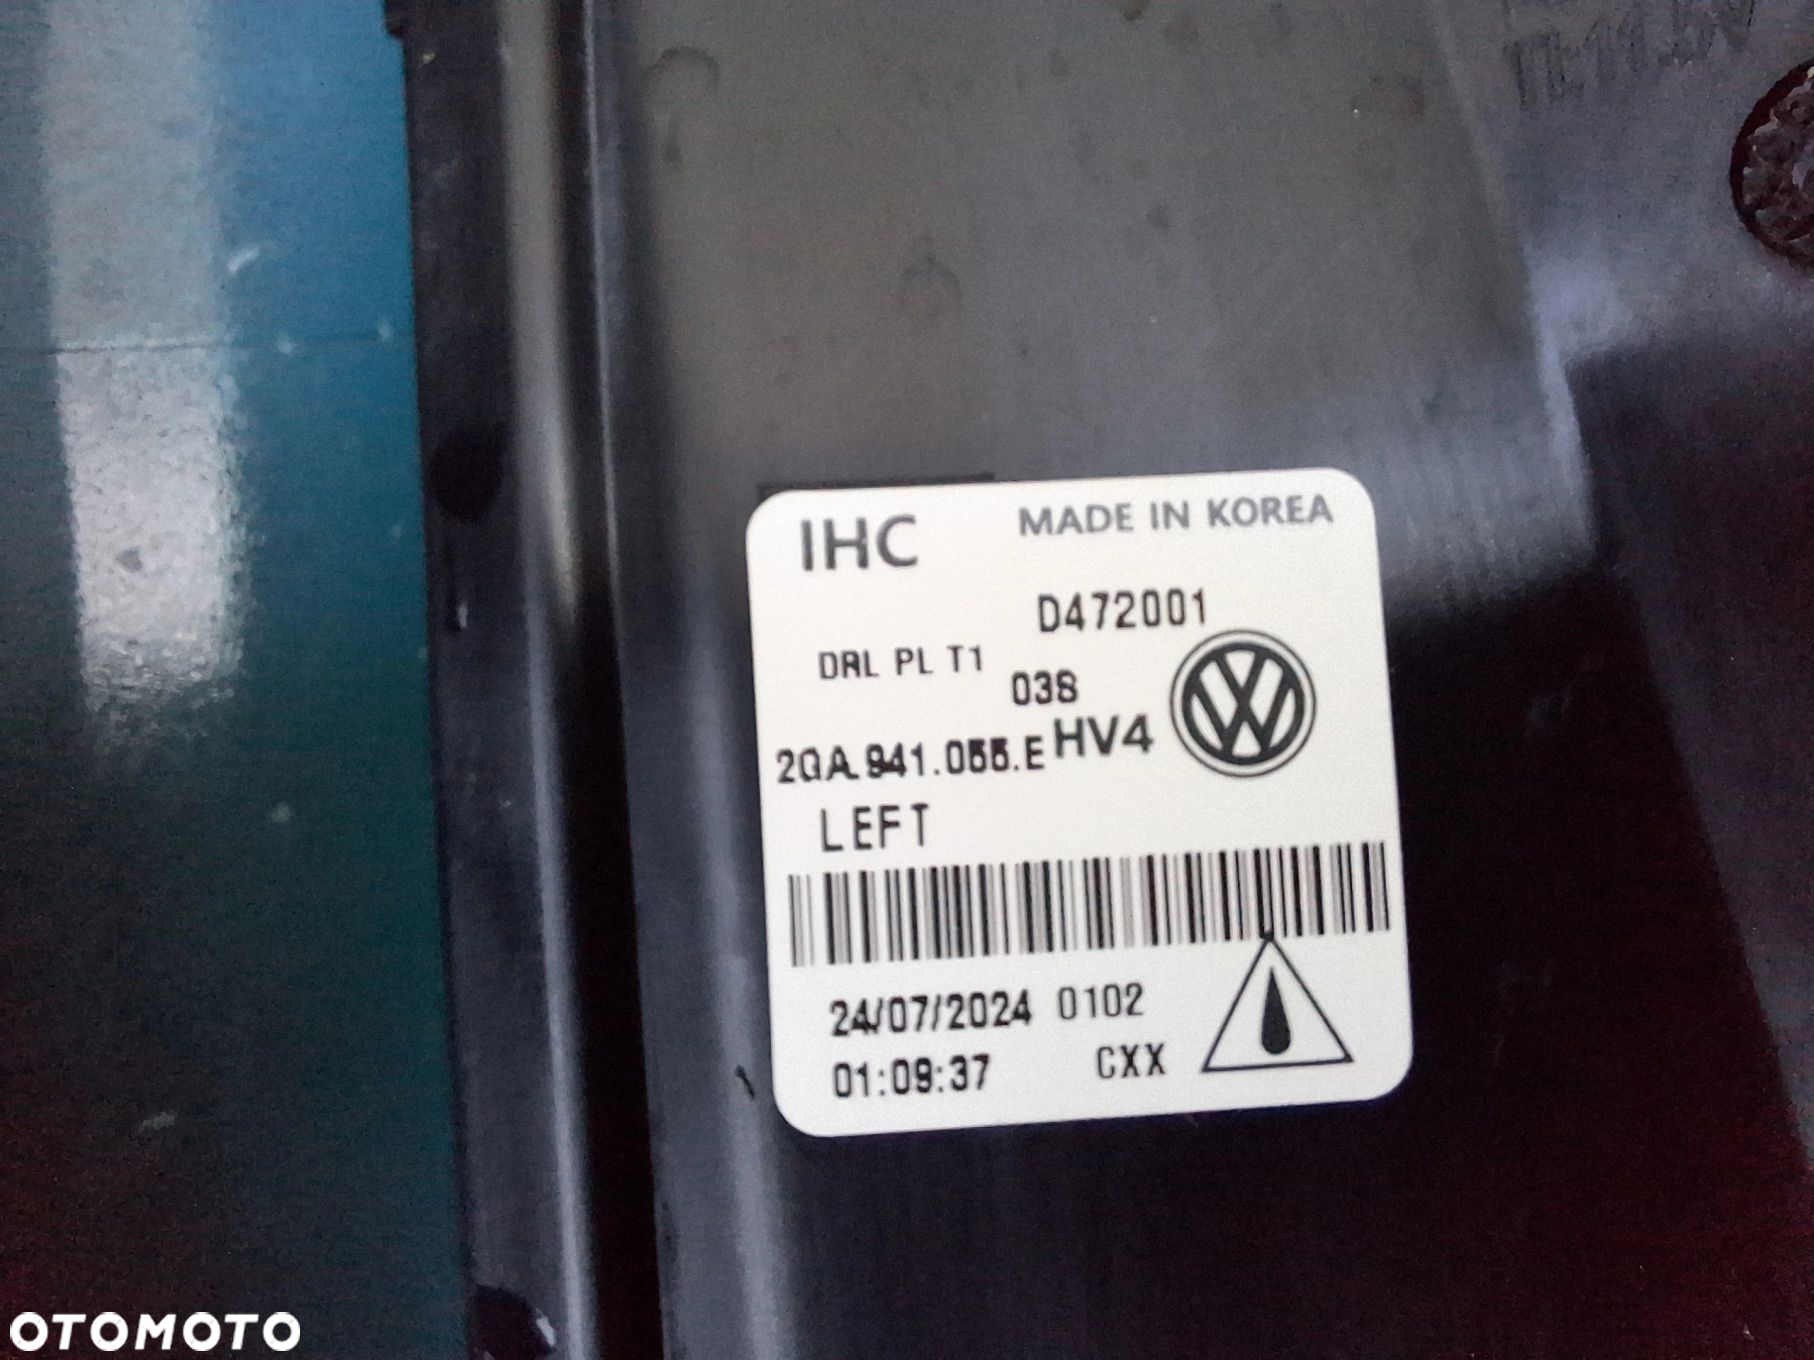 IHC MADE IN KOREA
D472001
DRL PL T1
038
2GA.941.055.E HV4
LEFT
24/07/2024 0102
01:09:37 CXX
OTOMOTO